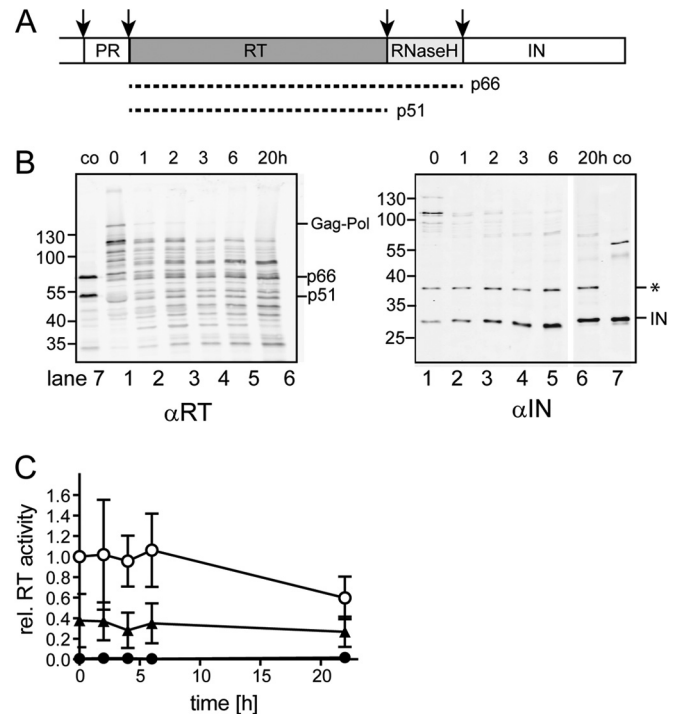 A
PR RT RNaseH IN
p66
p51
B
co 0 1 2 3 6 20h
130
100
55
40
35
Gag-Pol
p66
p51
lane 7 1 2 3 4 5 6
αRT
0 1 2 3 6 20h co
130
100
55
40
35
25
*
IN
1 2 3 4 5 6 7
αIN
C
rel. RT activity
1.6
1.4
1.2
1.0
0.8
0.6
0.4
0.2
0.0
0 5 10 15 20
time [h]